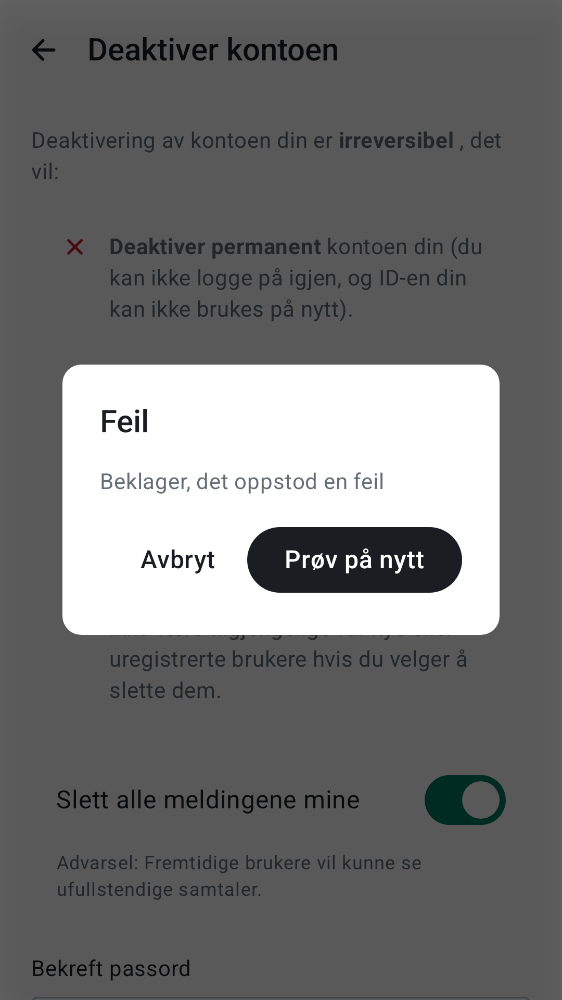 Deaktiver kontoen
Deaktivering av kontoen din er irreversibel , det
vil:
Deaktiver permanent kontoen din (du
kan ikke logge på igjen, og ID-en din
kan ikke brukes på nytt).
Feil
Beklager, det oppstod en feil
Avbryt
Prøv på nytt
uregistrerte brukere hvis du velger å
slette dem.
Slett alle meldingene mine
Advarsel: Fremtidige brukere vil kunne se
ufullstendige samtaler.
Bekreft passord